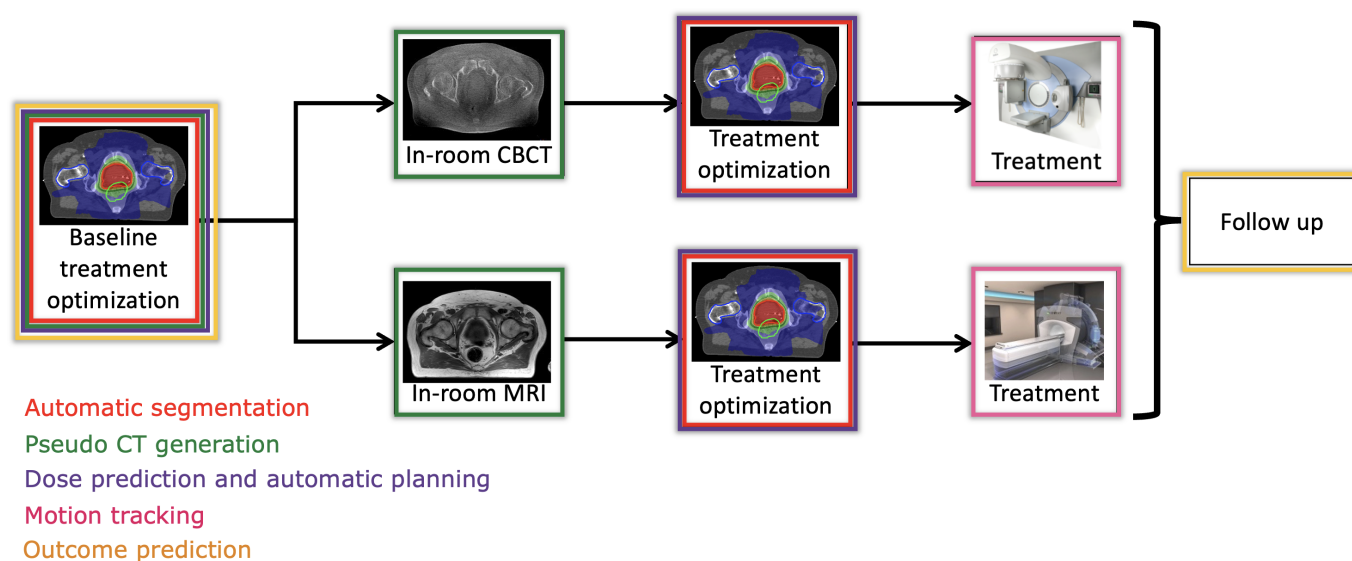 Baseline
treatment
optimization
In-room CBCT
Treatment
optimization
Treatment
In-room MRI
Treatment
optimization
Treatment
Follow up
Automatic segmentation
Pseudo CT generation
Dose prediction and automatic planning
Motion tracking
Outcome prediction